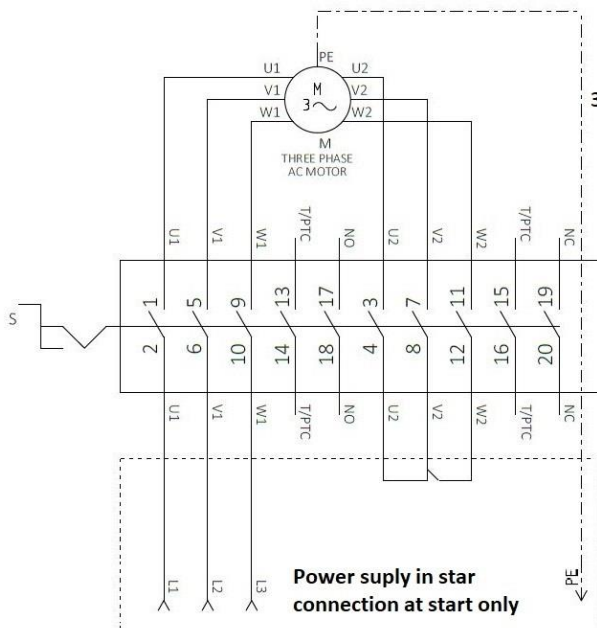 PE
U1 U2
V1 M V2
3
W1 W2
3
M
THREE PHASE
AC MOTOR
U1 V1 W1 T/PTC NO U2 V2 W2 T/PTC NC
1 5 9 13 17 3 7 11 15 19
S
2 6 10 14 18 4 8 12 16 20
U1 V1 W1 T/PTC NO U2 V2 W2 T/PTC NC
L1 L2 L3 PE
Power suply in star
connection at start only